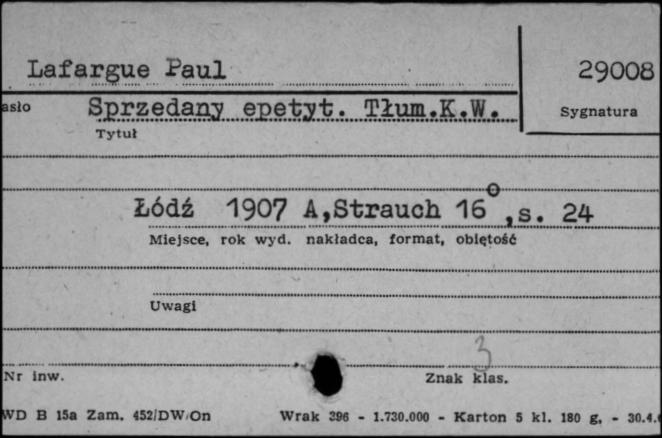 Lafargue Paul
29008
asło
Sprzedany epetyt. Tłum.K.W.
Sygnatura
Tytuł
Łódź 1907 A,Strauch 16o,s. 24
Miejsce, rok wyd. nakładca, format, obiętość
Uwagi
3
Nr inw.
Znak klas.
WD B 15a Zam. 452/DW/On Wrak 396 - 1.730.000 - Karton 5 kl. 180 g. - 30.4.